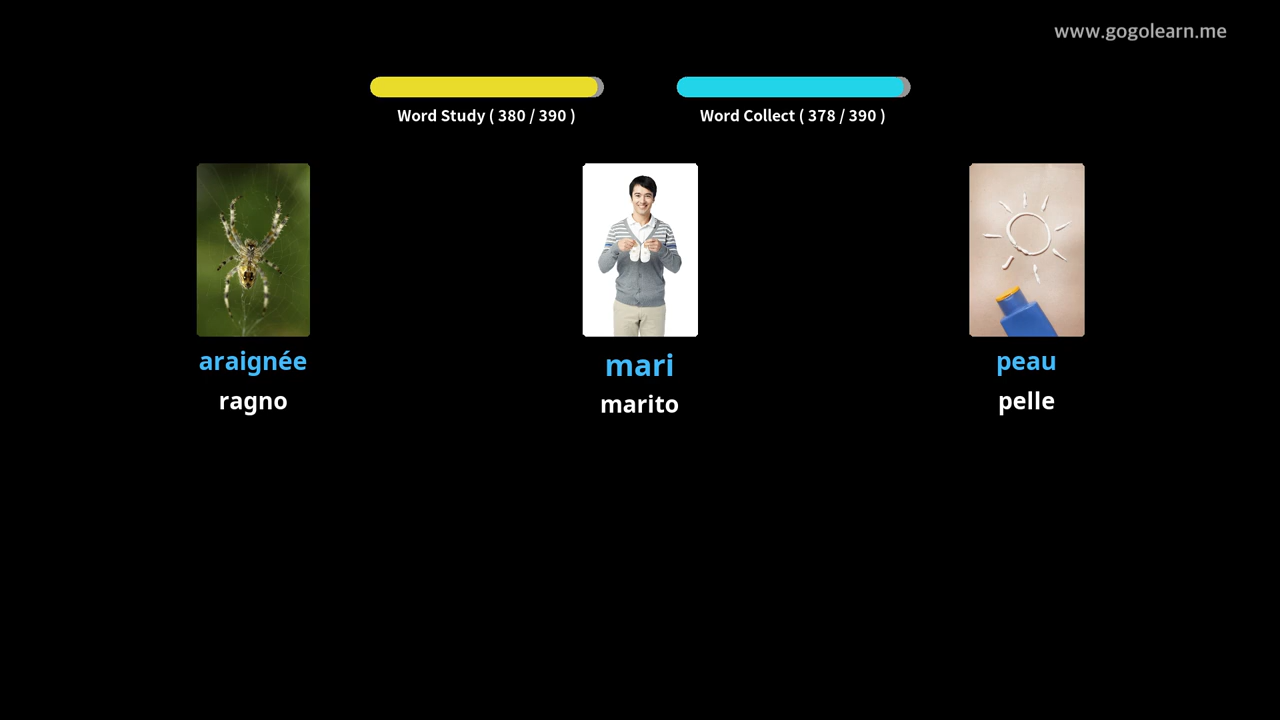 www.gogolearn.me
Word Study ( 380 / 390 )
Word Collect ( 378 / 390 )
araignée
ragno
mari
marito
peau
pelle